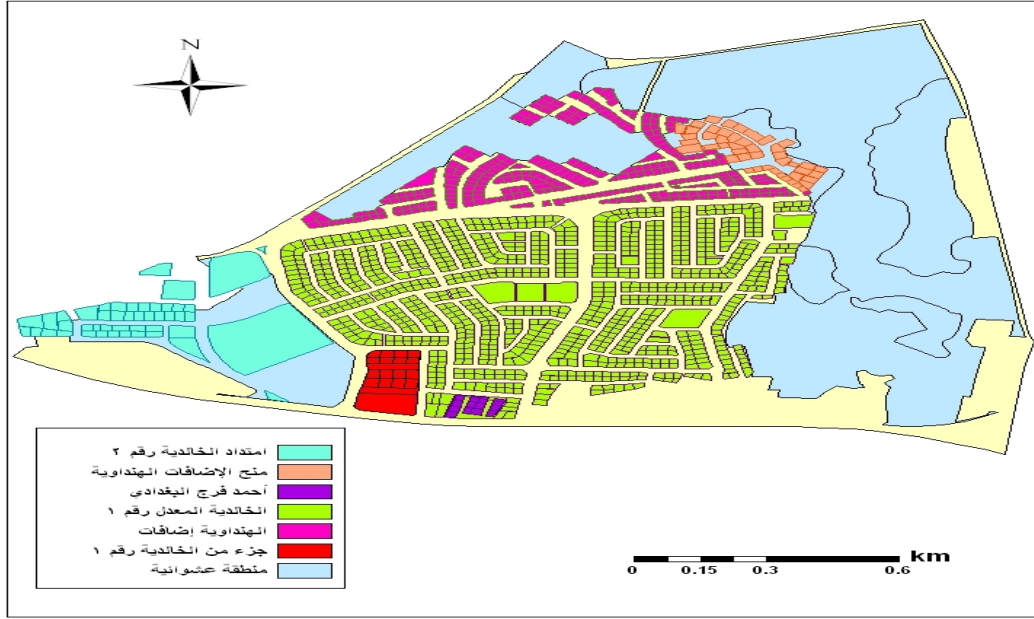 N
امتداد الخالدية رقم ٢
منح الإضافات الهنداوية
أحمد فرج البغدادي
الخالدية المعدل رقم ١
الهنداوية إضافات
جزء من الخالدية رقم ١
منطقة عشوائية
km
0 0.15 0.3 0.6